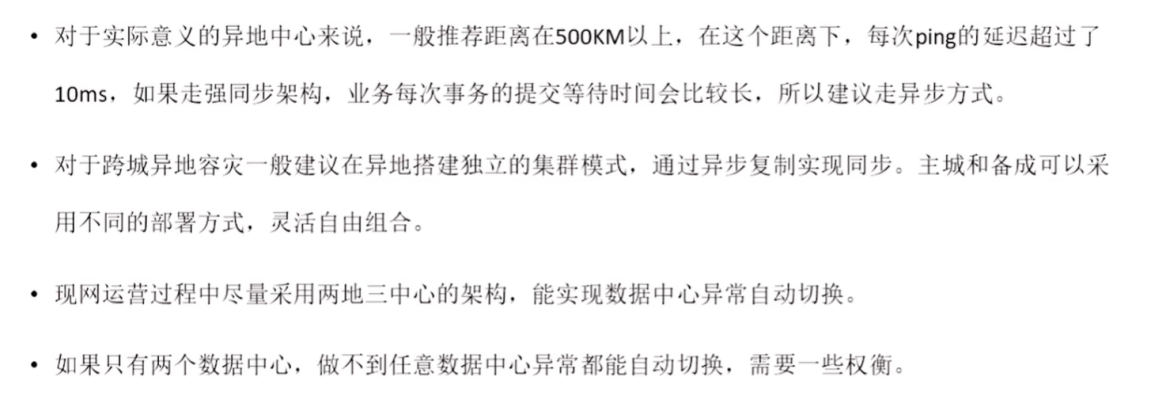 • 对于实际意义的异地中心来说，一般推荐距离在500KM以上，在这个距离下，每次ping的延迟超过了
10ms，如果走强同步架构，业务每次事务的提交等待时间会比较长，所以建议走异步方式。
• 对于跨城异地容灾一般建议在异地搭建独立的集群模式，通过异步复制实现同步。主城和备成可以采
用不同的部署方式，灵活自由组合。
• 现网运营过程中尽量采用两地三中心的架构，能实现数据中心异常自动切换。
• 如果只有两个数据中心，做不到任意数据中心异常都能自动切换，需要一些权衡。